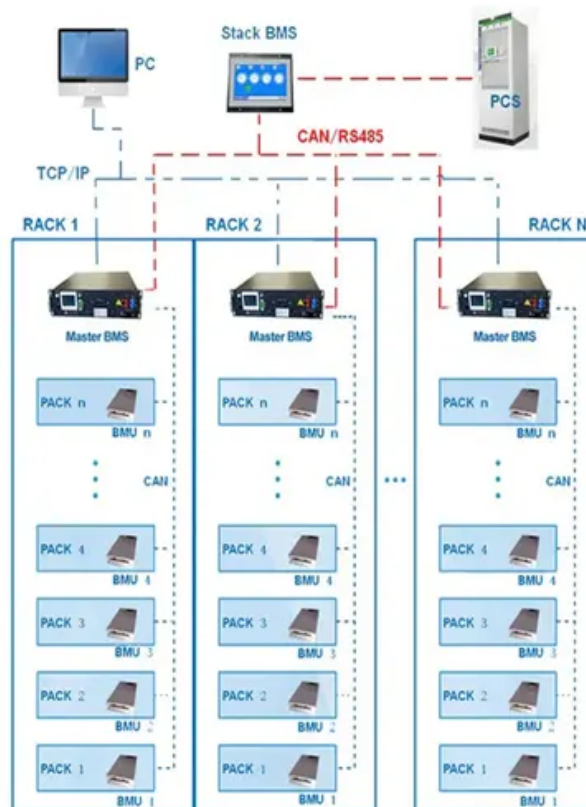 PC
Stack BMS
PCS
CAN/RS485
TCP/IP
RACK 1
RACK 2
RACK N
Master BMS
Master BMS
Master BMS
PACK n
BMU n
PACK n
BMU n
PACK n
BMU n
CAN
CAN
CAN
PACK 4
BMU 4
PACK 4
BMU 4
PACK 4
BMU 4
PACK 3
BMU 3
PACK 3
BMU 3
PACK 3
BMU 3
PACK 2
BMU 2
PACK 2
BMU 2
PACK 2
BMU 2
PACK 1
BMU 1
PACK 1
BMU 1
PACK 1
BMU 1